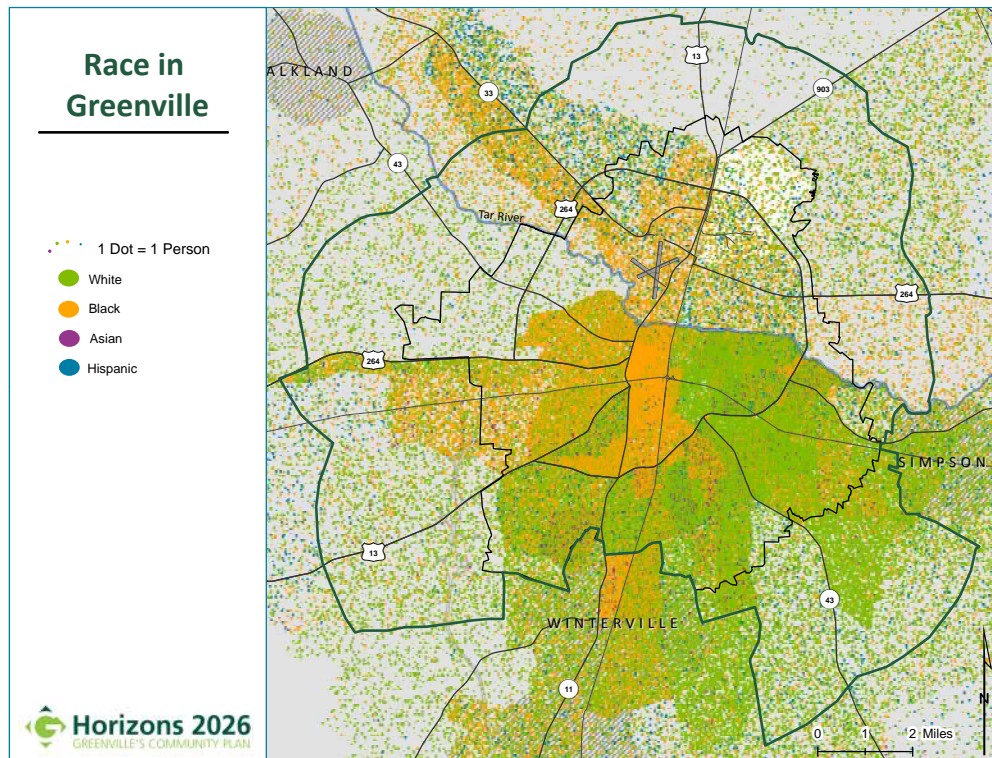 Race in
Greenville
1 Dot = 1 Person
White
Black
Asian
Hispanic
Horizons 2026
GREENVILLE'S COMMUNITY PLAN
ALKLAND
13
33
903
43
264
Tar River
264
264
SIMPSON
13
43
WINTERVILLE
11
N
0 1 2 Miles